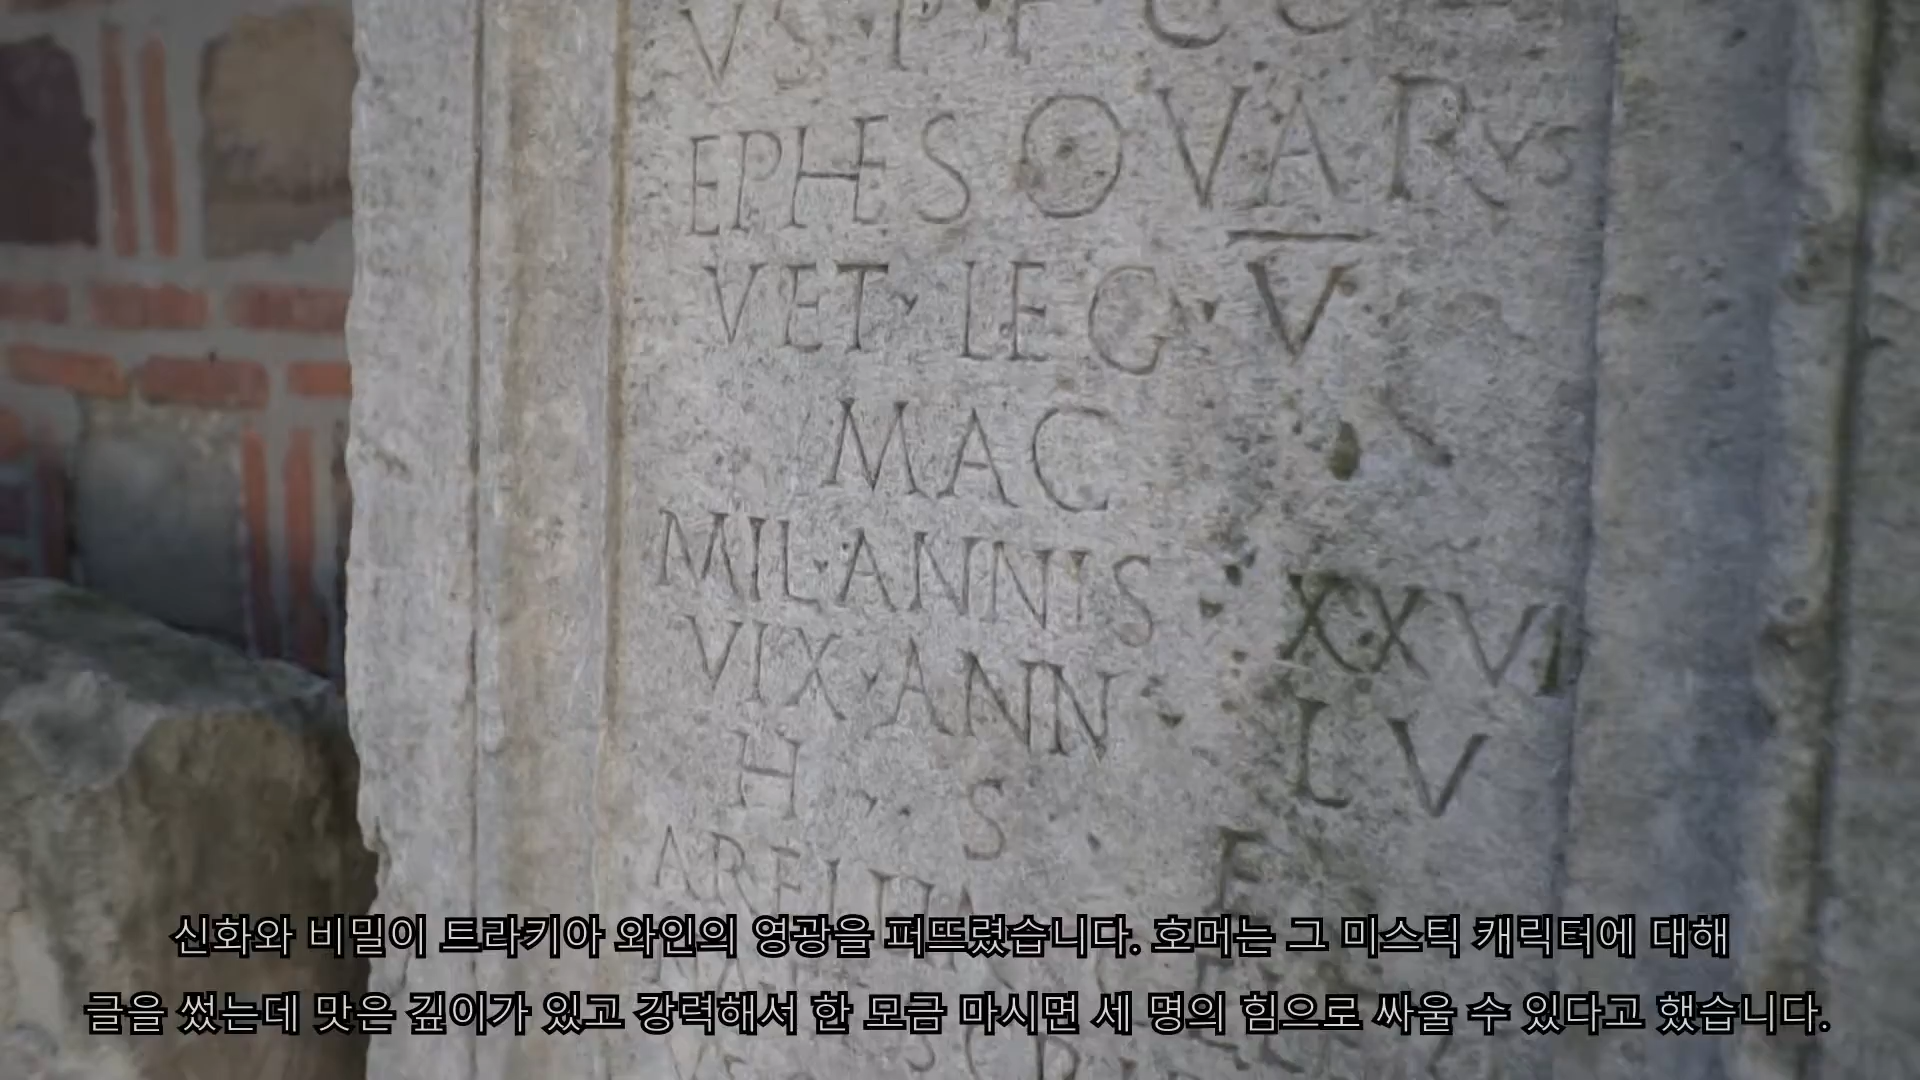 EPHESOVARVS
VET · LEG · V
MAC
MIL · ANNIS · XXVI
VIX · ANN · LV
H · S · E
신화와 비밀이 트라키아 와인의 영광을 퍼뜨렸습니다. 호머는 그 미스틱 캐릭터에 대해
글을 썼는데 맛은 깊이가 있고 강력해서 한 모금 마시면 세 명의 힘으로 싸울 수 있다고 했습니다.